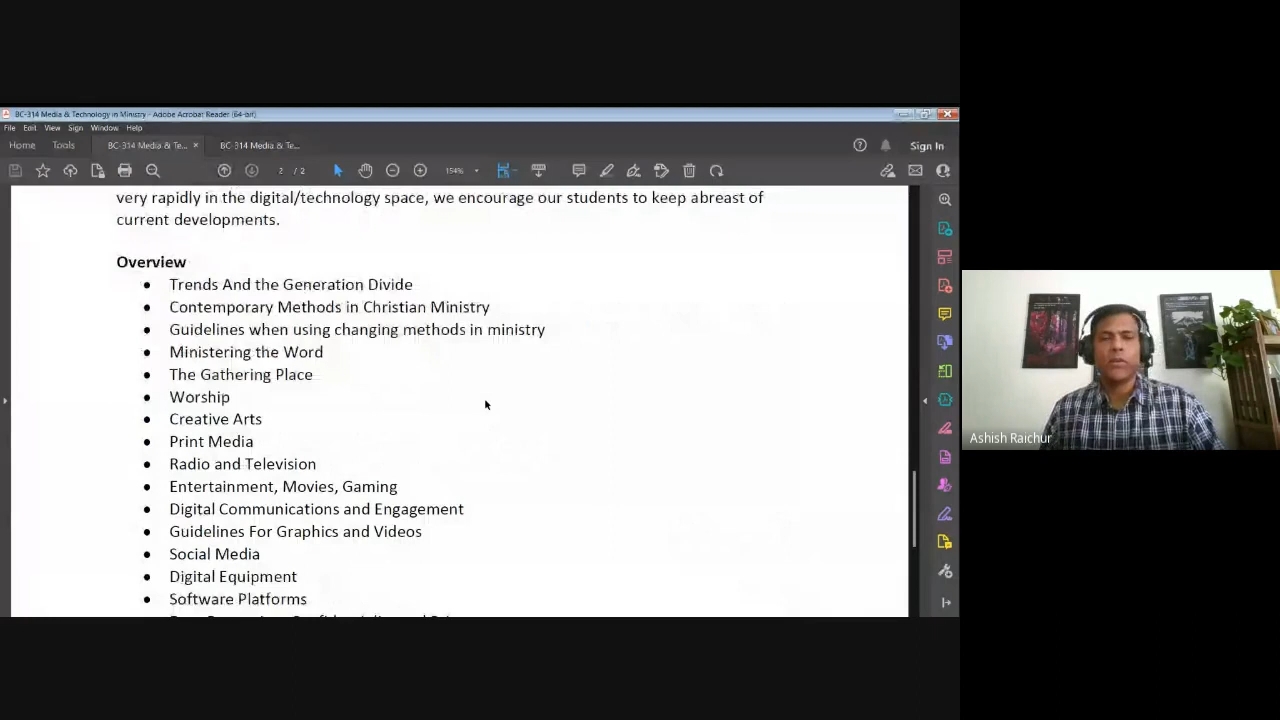 BC-314 Media & Technology in Ministry - Adobe Acrobat Reader (64-bit)
File Edit View Sign Window Help
Home Tools BC-314 Media & Te... × BC-314 Media & Te... Sign In
2 / 2 154%
very rapidly in the digital/technology space, we encourage our students to keep abreast of
current developments.
Overview
• Trends And the Generation Divide
• Contemporary Methods in Christian Ministry
• Guidelines when using changing methods in ministry
• Ministering the Word
• The Gathering Place
• Worship
• Creative Arts
• Print Media
• Radio and Television
• Entertainment, Movies, Gaming
• Digital Communications and Engagement
• Guidelines For Graphics and Videos
• Social Media
• Digital Equipment
• Software Platforms
Ashish Raichur